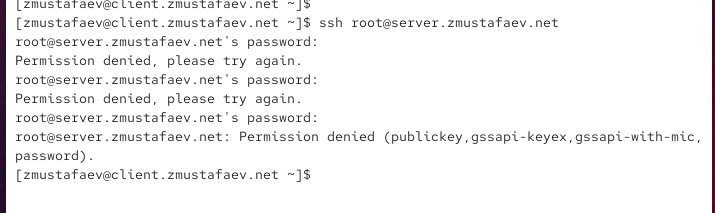 [zmustafaev@client.zmustafaev.net ~]$
[zmustafaev@client.zmustafaev.net ~]$ ssh root@server.zmustafaev.net
root@server.zmustafaev.net's password:
Permission denied, please try again.
root@server.zmustafaev.net's password:
Permission denied, please try again.
root@server.zmustafaev.net's password:
root@server.zmustafaev.net: Permission denied (publickey,gssapi-keyex,gssapi-with-mic,
password).
[zmustafaev@client.zmustafaev.net ~]$